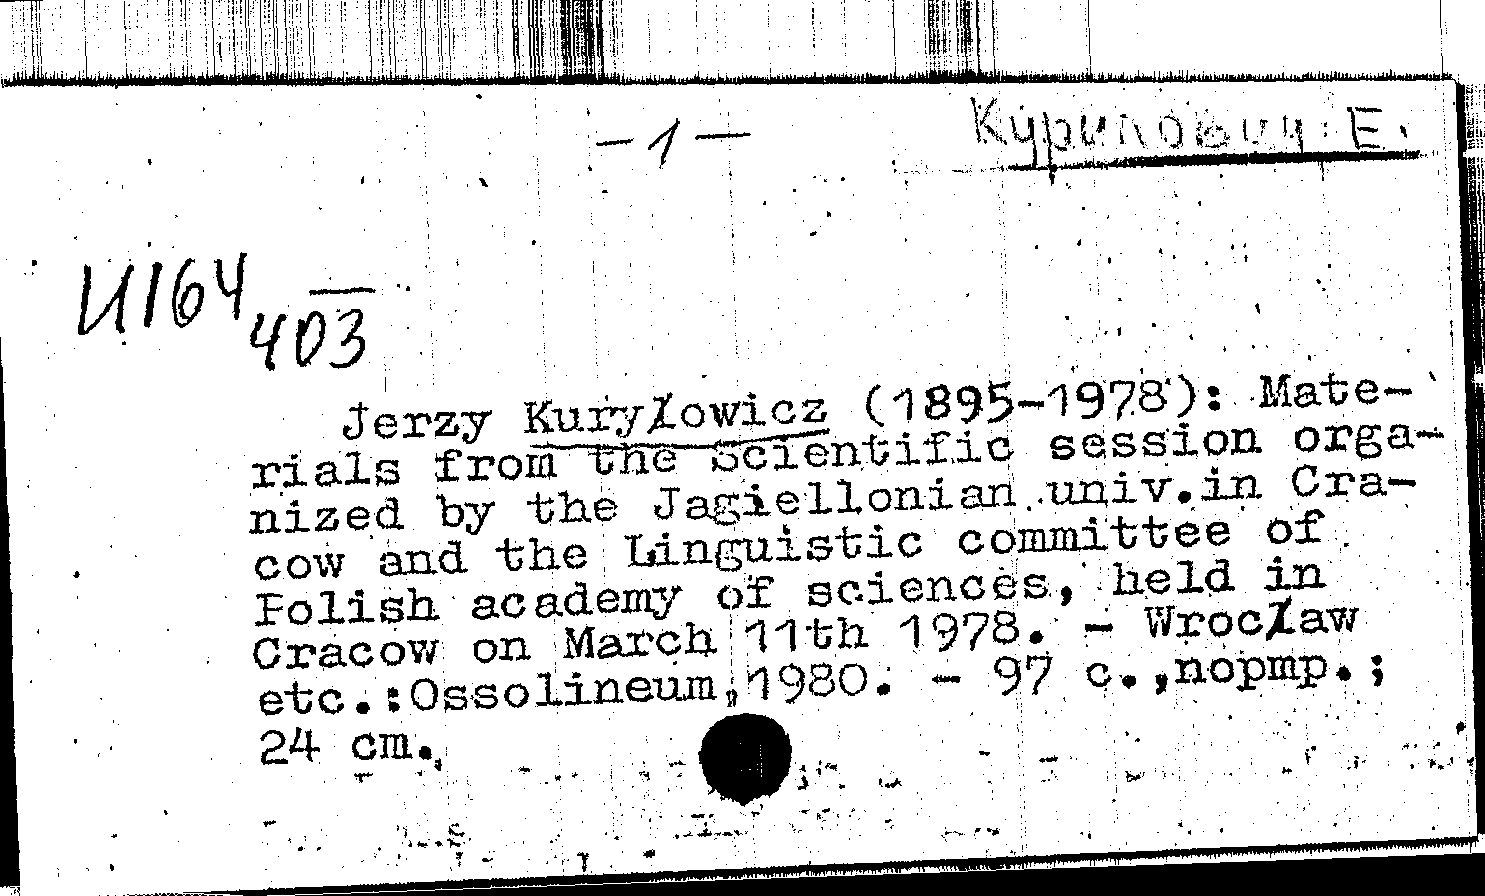 — 1 —
Курилович Е.
И164
403
Jerzy Kuryłowicz (1895-1978): Mate-
rials from the Scientific session orga-
nized by the Jagiellonian univ.in Cra-
cow and the Linguistic committee of
Polish academy of sciences, held in
Cracow on March 11th 1978. - Wrocław
etc.:Ossolineum,1980. - 97 с.,портр.;
24 cm.